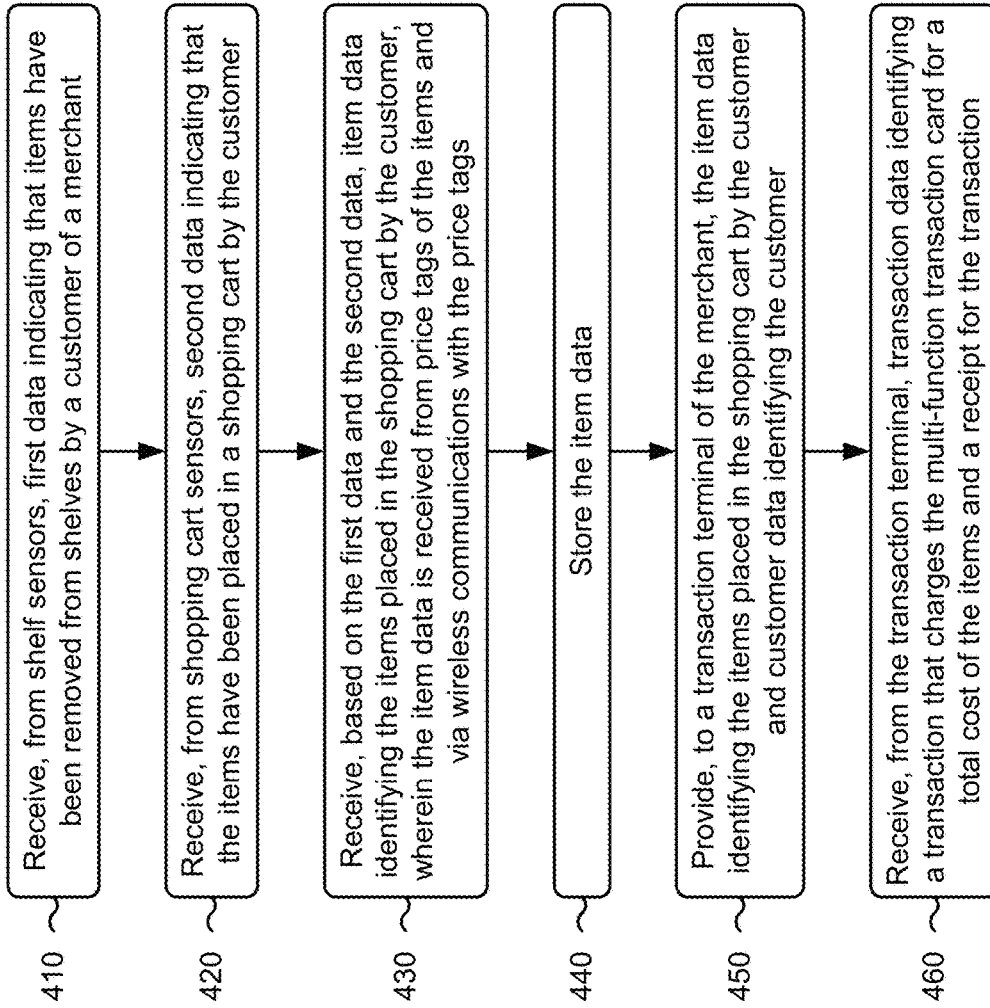 410
Receive, from shelf sensors, first data indicating that items have
been removed from shelves by a customer of a merchant
420
Receive, from shopping cart sensors, second data indicating that
the items have been placed in a shopping cart by the customer
430
Receive, based on the first data and the second data, item data
identifying the items placed in the shopping cart by the customer,
wherein the item data is received from price tags of the items and
via wireless communications with the price tags
440
Store the item data
450
Provide, to a transaction terminal of the merchant, the item data
identifying the items placed in the shopping cart by the customer
and customer data identifying the customer
460
Receive, from the transaction terminal, transaction data identifying
a transaction that charges the multi-function transaction card for a
total cost of the items and a receipt for the transaction